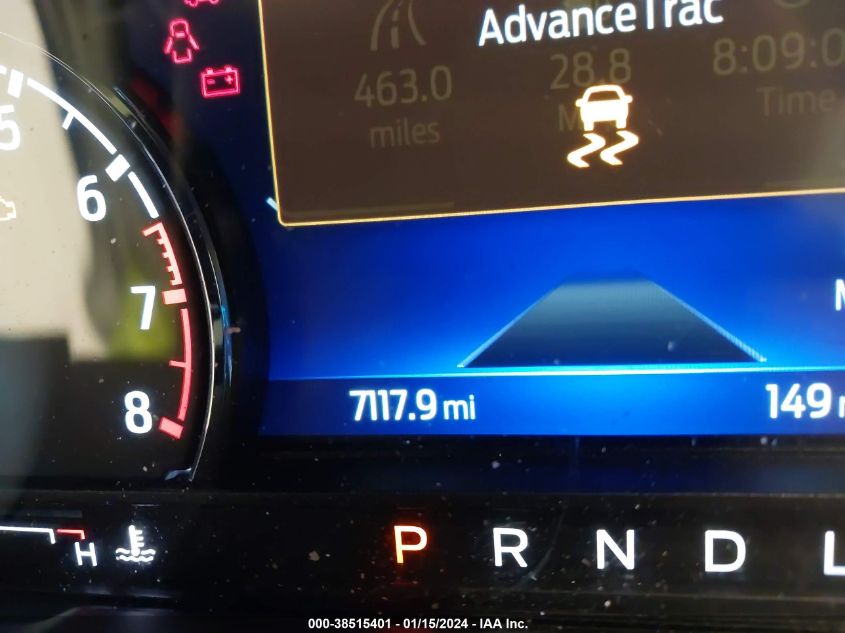 AdvanceTrac
463.0
28.8
8:09:0
miles
Time
5
6
7
8
7117.9 mi
149
H
P R N D L
000-38515401 - 01/15/2024 - IAA Inc.